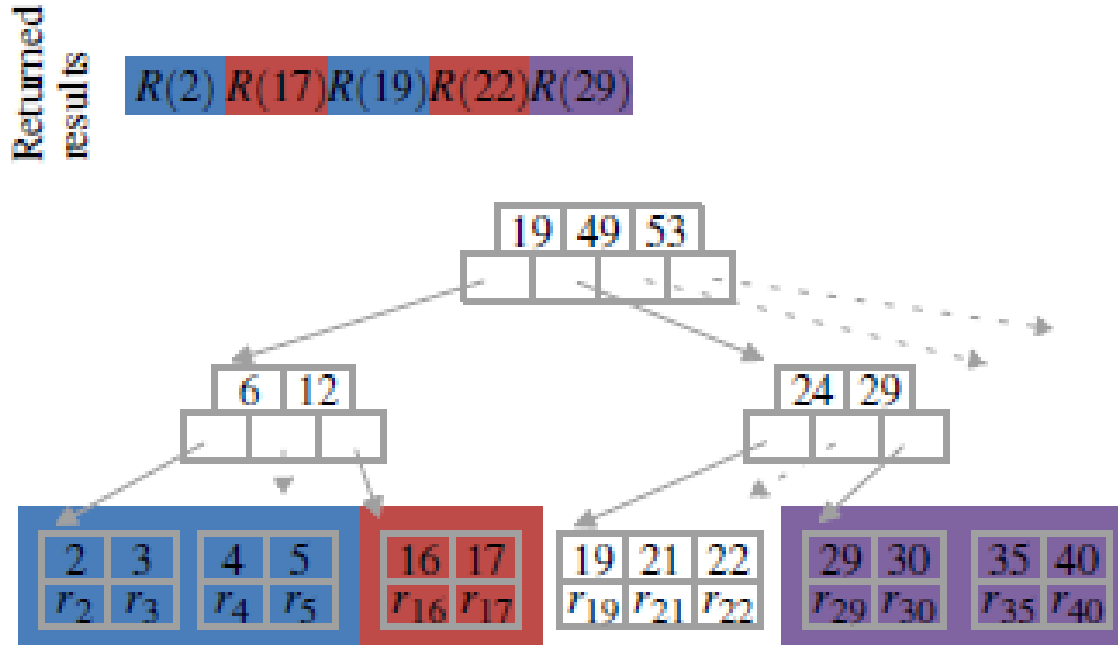 Returned
results
R(2) R(17) R(19) R(22) R(29)
19 49 53
6 12
24 29
2 3 4 5 16 17 19 21 22 29 30 35 40
r2 r3 r4 r5 r16 r17 r19 r21 r22 r29 r30 r35 r40